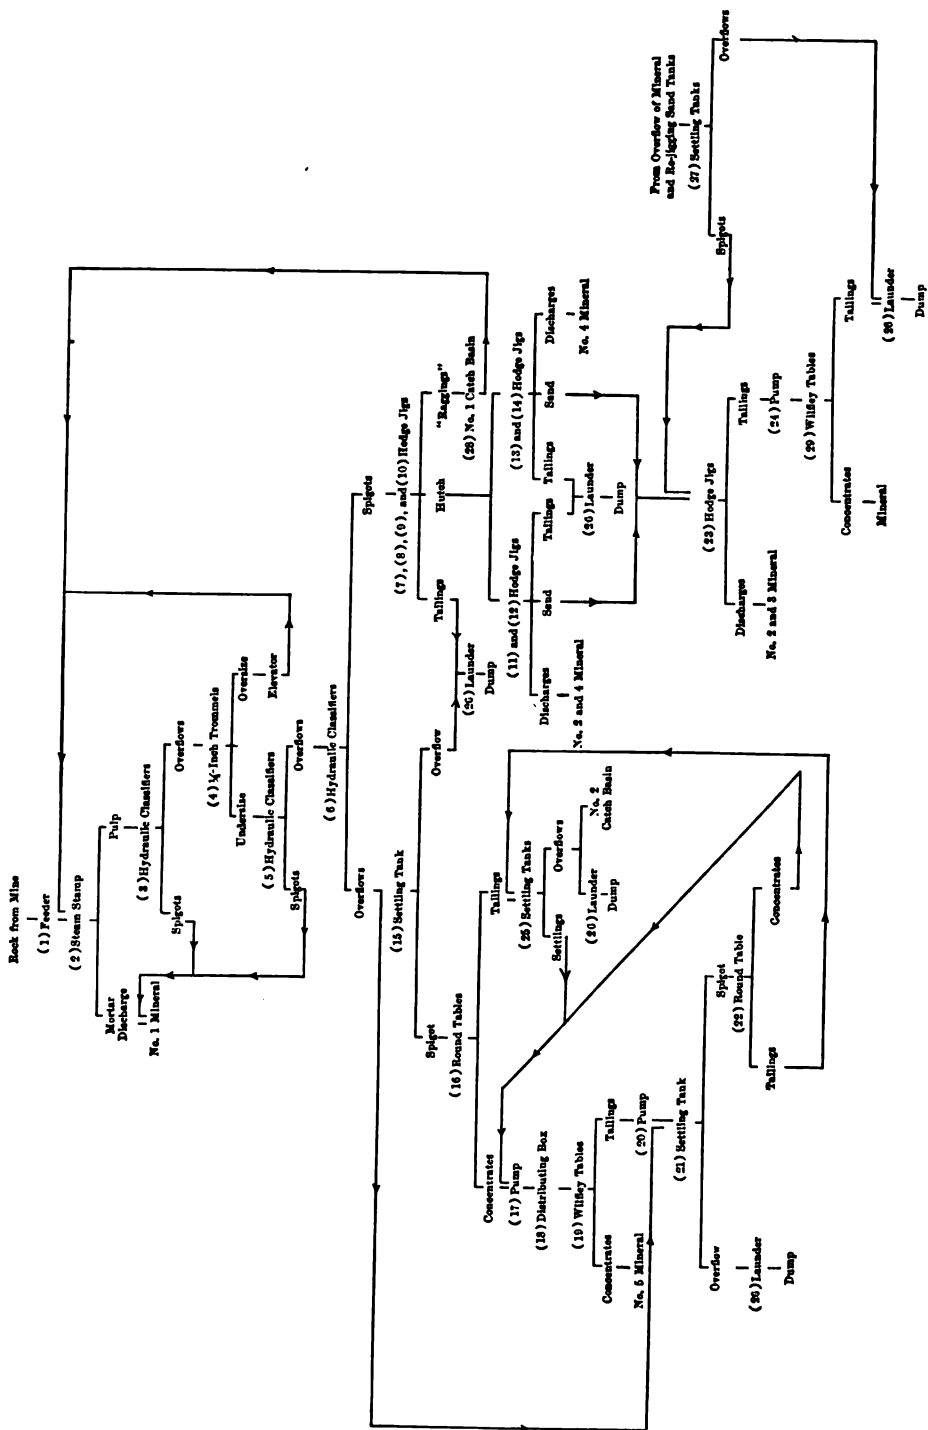 Rock from Mine
(1) Feeder
(2) Steam Stamp
Mortar
Discharge
No. 1 Mineral
Pulp
(3) Hydraulic Classifiers
Spigots
Overflows
(4) ¼-Inch Trommels
Undersize
Oversize
Elevator
(5) Hydraulic Classifiers
Spigots
Overflows
(6) Hydraulic Classifiers
Overflows
Spigots
(7), (8), (9), and (10) Hodge Jigs
Tailings
Hutch
"Raggings"
(28) No. 1 Catch Basin
(15) Settling Tank
Spigot
Overflow
(26) Launder
Dump
(11) and (12) Hodge Jigs
Discharges
Sand
Tailings
No. 2 and 4 Mineral
(13) and (14) Hodge Jigs
Tailings
Sand
Discharges
No. 4 Mineral
(26) Launder
Dump
(16) Round Tables
Concentrates
Tailings
(25) Settling Tanks
Settlings
Overflows
(26) Launder
Dump
No. 2
Catch Basin
(17) Pump
(18) Distributing Box
(19) Wilfley Tables
Concentrates
No. 5 Mineral
Tailings
(20) Pump
(21) Settling Tank
Overflow
(26) Launder
Dump
Spigot
(22) Round Table
Tailings
Concentrates
From Overflow of Mineral
and Re-jigging Sand Tanks
(27) Settling Tanks
Spigots
Overflows
(23) Hodge Jigs
Discharges
No. 2 and 3 Mineral
Tailings
(24) Pump
(29) Wilfley Tables
Concentrates
Mineral
Tailings
(26) Launder
Dump